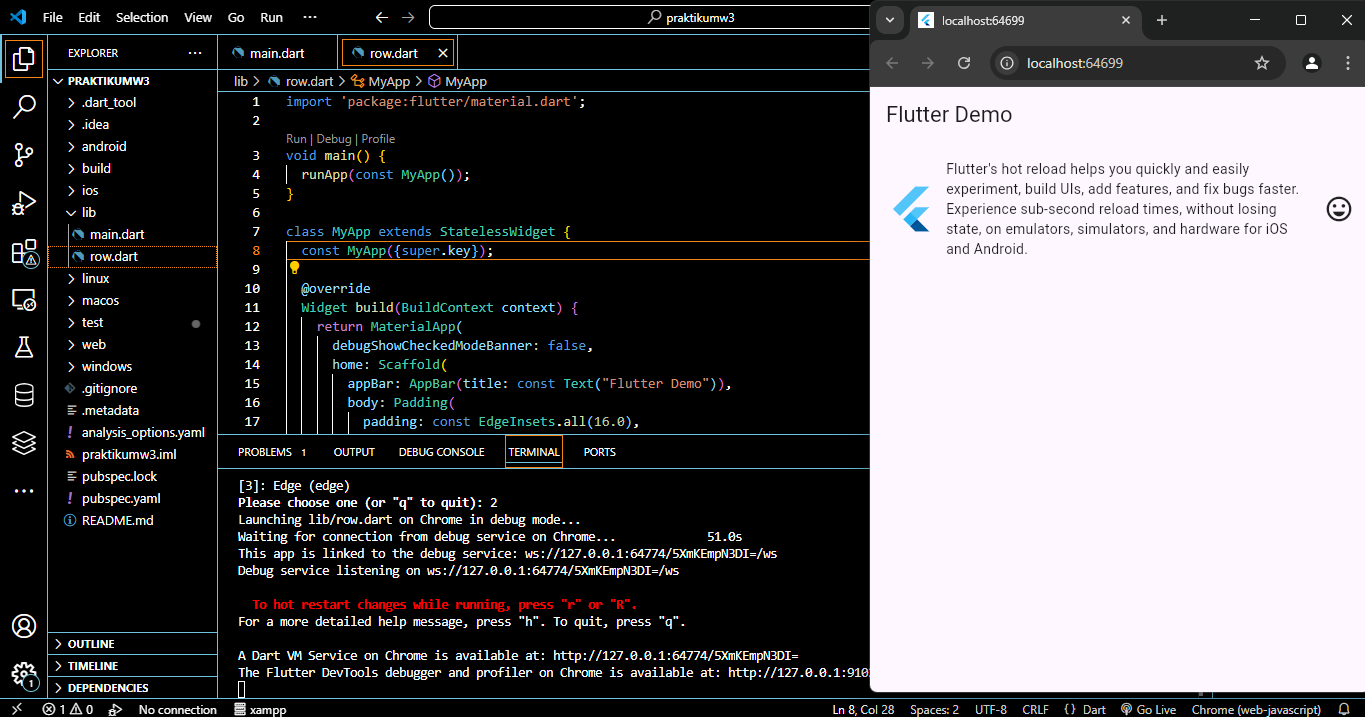 File Edit Selection View Go Run ··· praktikumw3
EXPLORER ···
PRAKTIKUMW3
.dart_tool
.idea
android
build
ios
lib
main.dart
row.dart
linux
macos
test
web
windows
.gitignore
.metadata
analysis_options.yaml
praktikumw3.iml
pubspec.lock
pubspec.yaml
README.md
OUTLINE
TIMELINE
DEPENDENCIES
main.dart row.dart
lib > row.dart > MyApp > MyApp
1 import 'package:flutter/material.dart';
2
Run | Debug | Profile
3 void main() {
4 runApp(const MyApp());
5 }
6
7 class MyApp extends StatelessWidget {
8 const MyApp({super.key});
9
10 @override
11 Widget build(BuildContext context) {
12 return MaterialApp(
13 debugShowCheckedModeBanner: false,
14 home: Scaffold(
15 appBar: AppBar(title: const Text("Flutter Demo")),
16 body: Padding(
17 padding: const EdgeInsets.all(16.0),
PROBLEMS 1 OUTPUT DEBUG CONSOLE TERMINAL PORTS
[3]: Edge (edge)
Please choose one (or "q" to quit): 2
Launching lib/row.dart on Chrome in debug mode...
Waiting for connection from debug service on Chrome... 51.0s
This app is linked to the debug service: ws://127.0.0.1:64774/5XmKEmpN3DI=/ws
Debug service listening on ws://127.0.0.1:64774/5XmKEmpN3DI=/ws
To hot restart changes while running, press "r" or "R".
For a more detailed help message, press "h". To quit, press "q".
A Dart VM Service on Chrome is available at: http://127.0.0.1:64774/5XmKEmpN3DI=
The Flutter DevTools debugger and profiler on Chrome is available at: http://127.0.0.1:910
localhost:64699
localhost:64699
Flutter Demo
Flutter's hot reload helps you quickly and easily
experiment, build UIs, add features, and fix bugs faster.
Experience sub-second reload times, without losing
state, on emulators, simulators, and hardware for iOS
and Android.
1
1 0 No connection xampp Ln 8, Col 28 Spaces: 2 UTF-8 CRLF {} Dart Go Live Chrome (web-javascript)